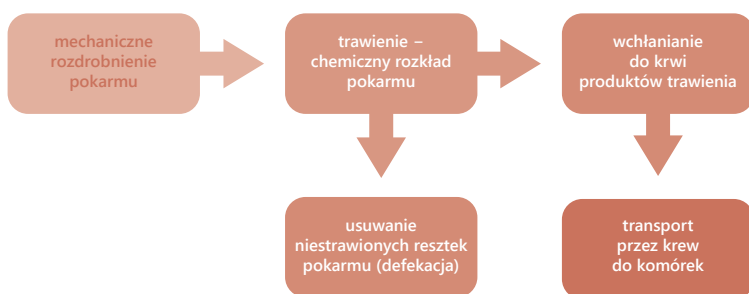 mechaniczne
rozdrobnienie
pokarmu
trawienie –
chemiczny rozkład
pokarmu
wchłanianie
do krwi
produktów trawienia
usuwanie
niestrawionych resztek
pokarmu (defekacja)
transport
przez krew
do komórek